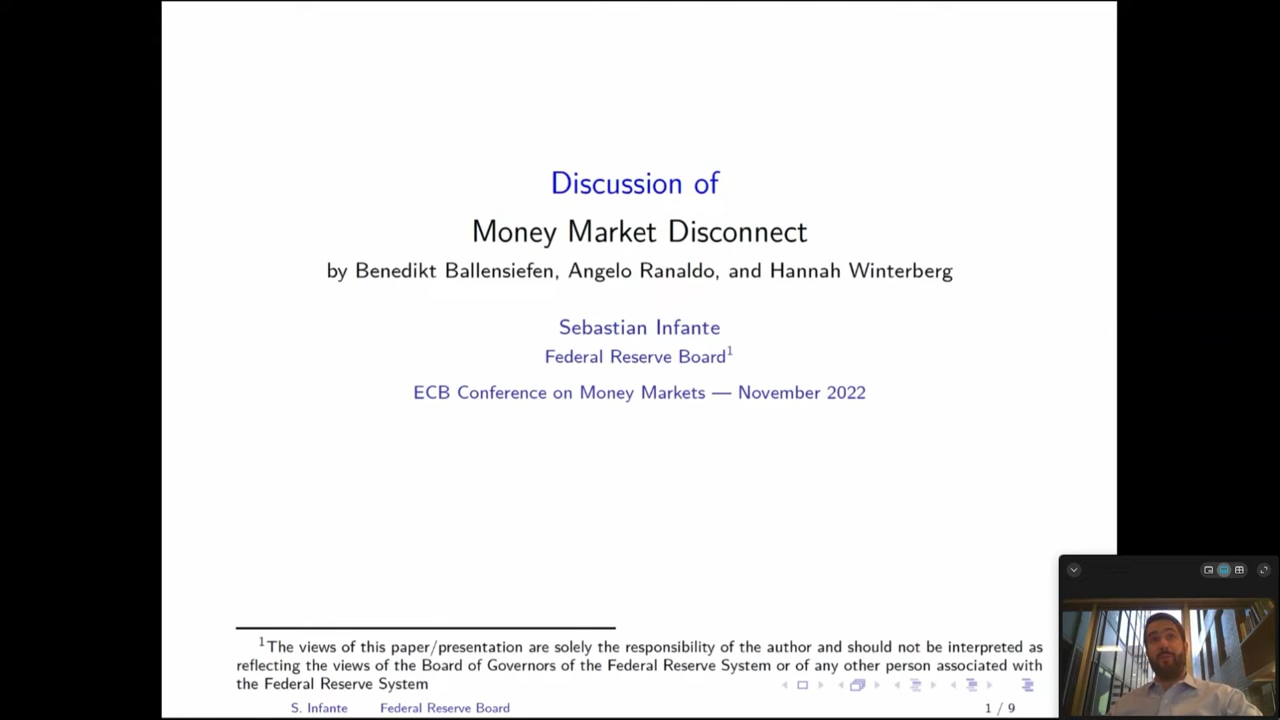 Discussion of
Money Market Disconnect
by Benedikt Ballensiefen, Angelo Ranaldo, and Hannah Winterberg
Sebastian Infante
Federal Reserve Board¹
ECB Conference on Money Markets — November 2022
¹The views of this paper/presentation are solely the responsibility of the author and should not be interpreted as
reflecting the views of the Board of Governors of the Federal Reserve System or of any other person associated with
the Federal Reserve System
S. Infante Federal Reserve Board 1 / 9